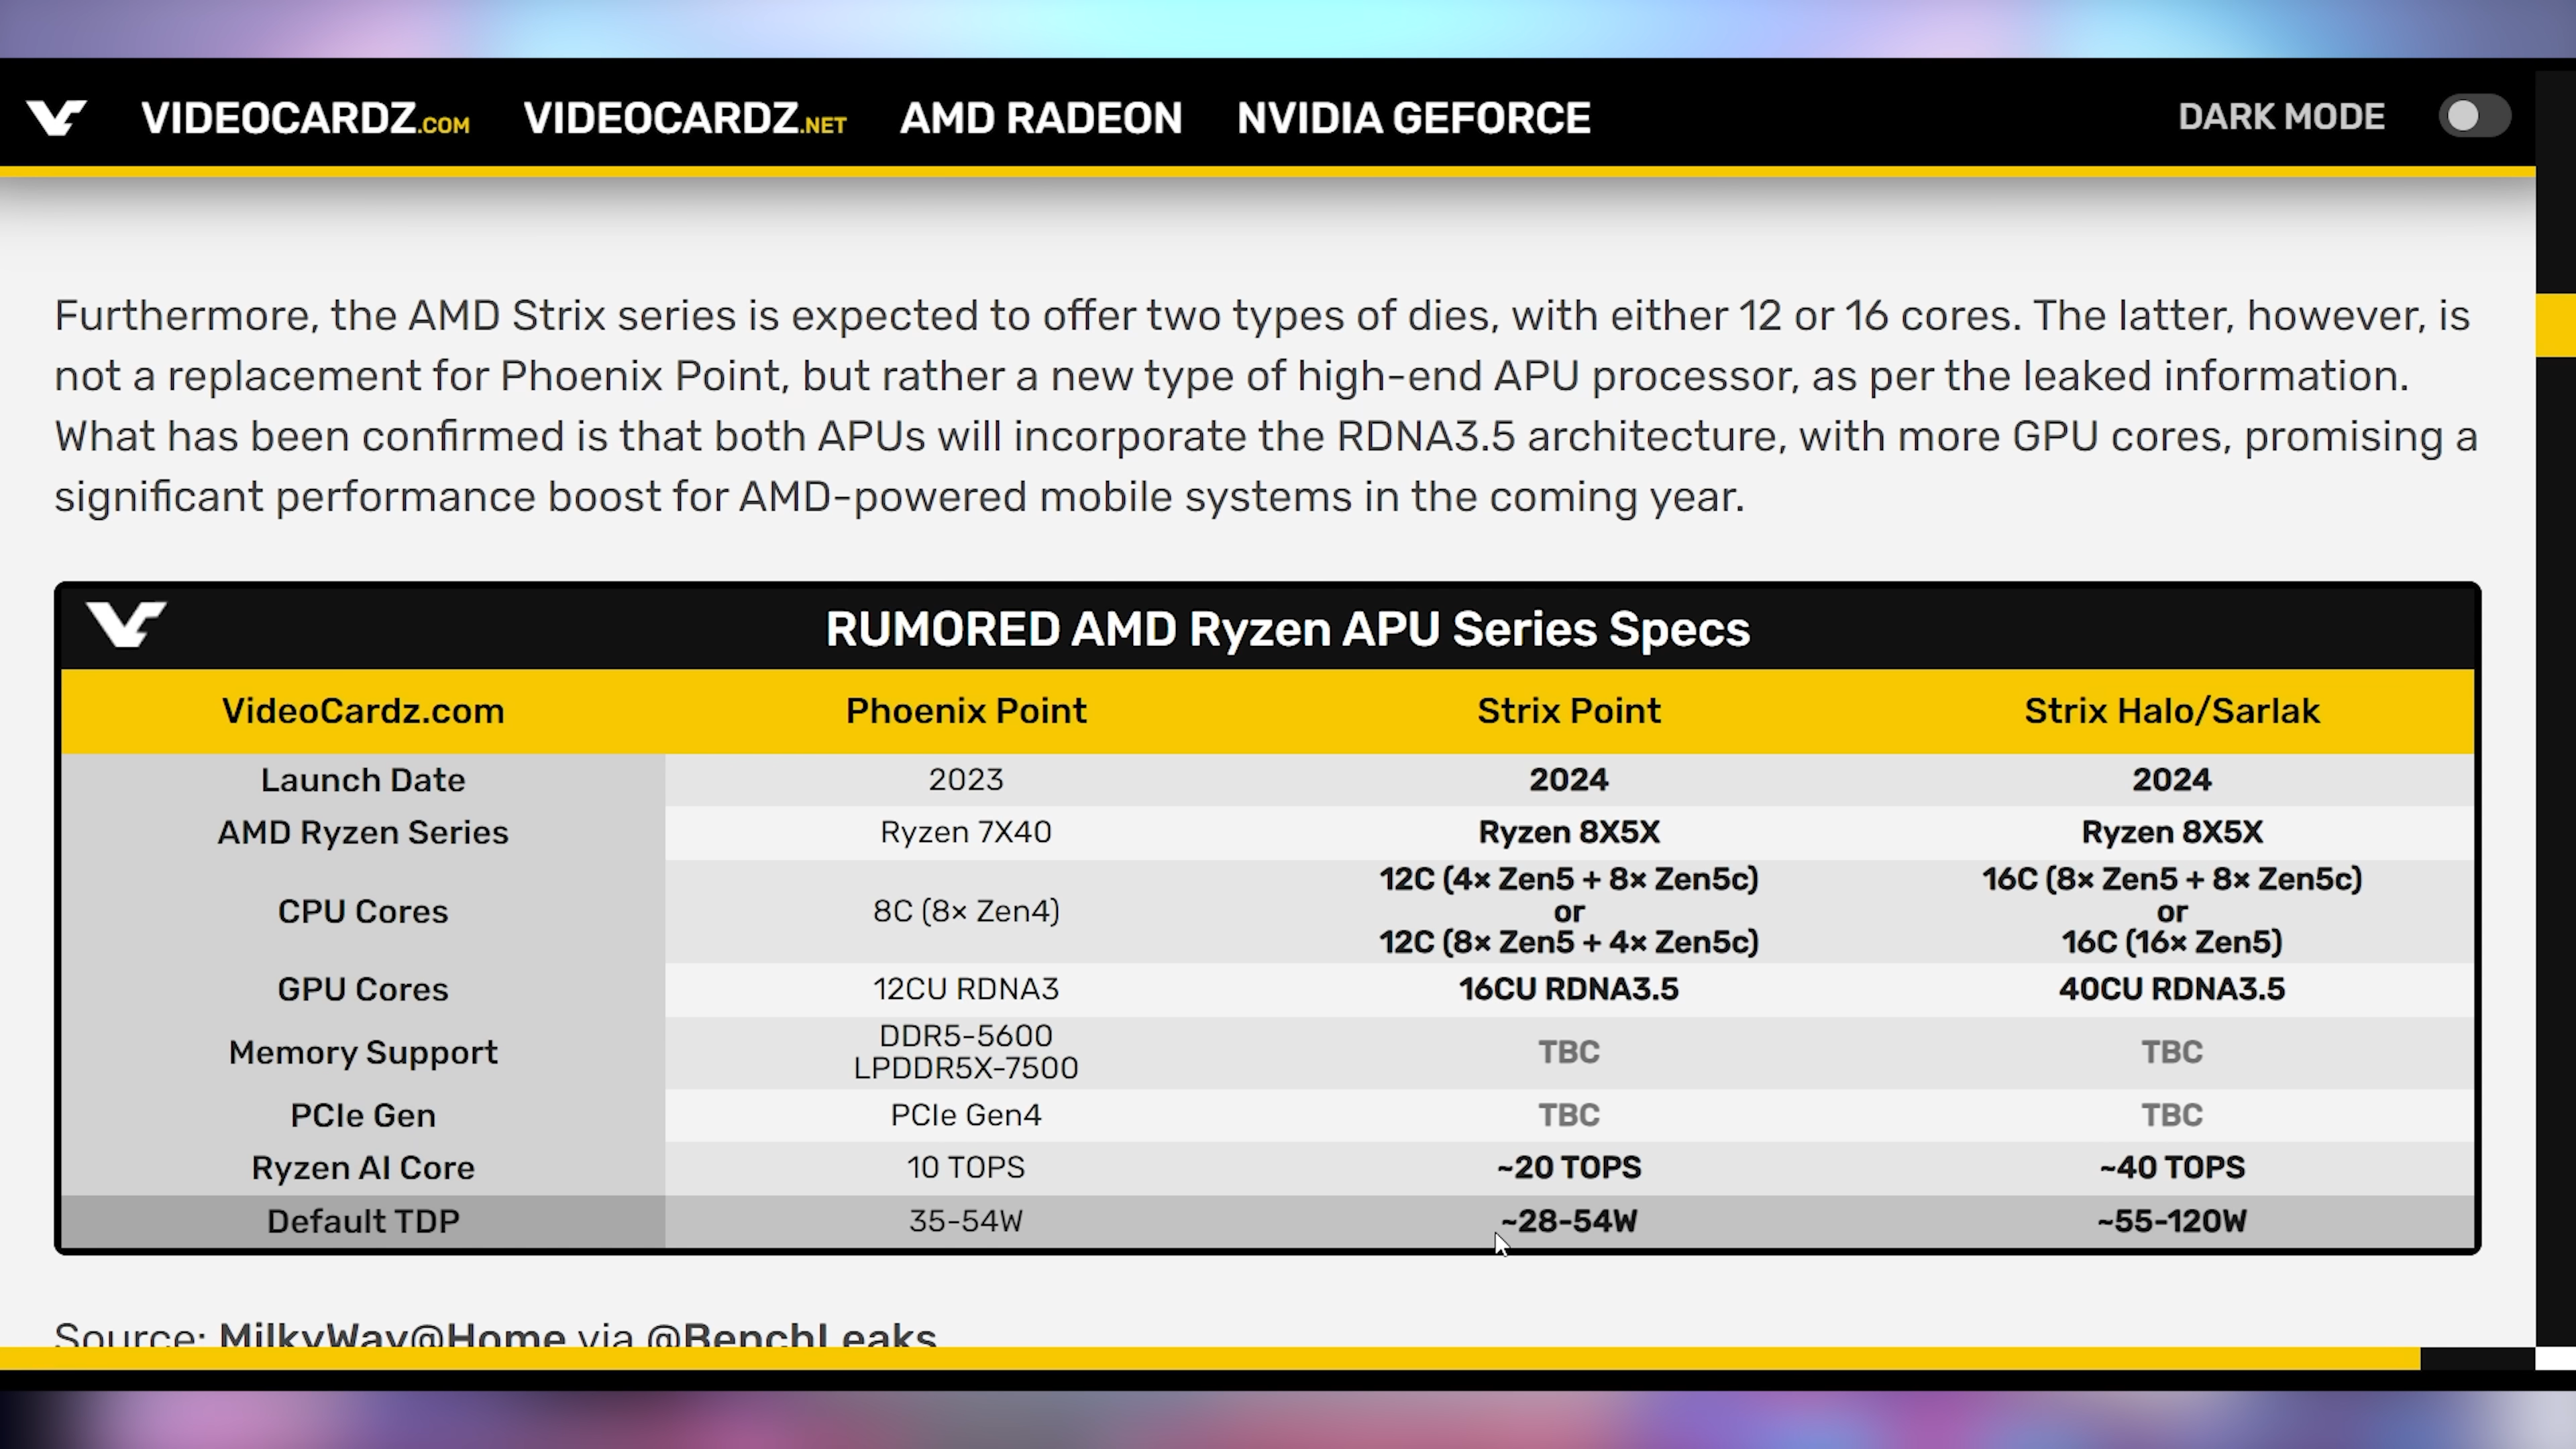 VIDEOCARDZ.COM VIDEOCARDZ.NET AMD RADEON NVIDIA GEFORCE DARK MODE
Furthermore, the AMD Strix series is expected to offer two types of dies, with either 12 or 16 cores. The latter, however, is
not a replacement for Phoenix Point, but rather a new type of high-end APU processor, as per the leaked information.
What has been confirmed is that both APUs will incorporate the RDNA3.5 architecture, with more GPU cores, promising a
significant performance boost for AMD-powered mobile systems in the coming year.
RUMORED AMD Ryzen APU Series Specs
VideoCardz.com Phoenix Point Strix Point Strix Halo/Sarlak
Launch Date 2023 2024 2024
AMD Ryzen Series Ryzen 7X40 Ryzen 8X5X Ryzen 8X5X
CPU Cores 8C (8× Zen4) 12C (4× Zen5 + 8× Zen5c) or 12C (8× Zen5 + 4× Zen5c) 16C (8× Zen5 + 8× Zen5c) or 16C (16× Zen5)
GPU Cores 12CU RDNA3 16CU RDNA3.5 40CU RDNA3.5
Memory Support DDR5-5600 LPDDR5X-7500 TBC TBC
PCIe Gen PCIe Gen4 TBC TBC
Ryzen AI Core 10 TOPS ~20 TOPS ~40 TOPS
Default TDP 35-54W ~28-54W ~55-120W
Source: MilkyWay@Home via @BenchLeaks